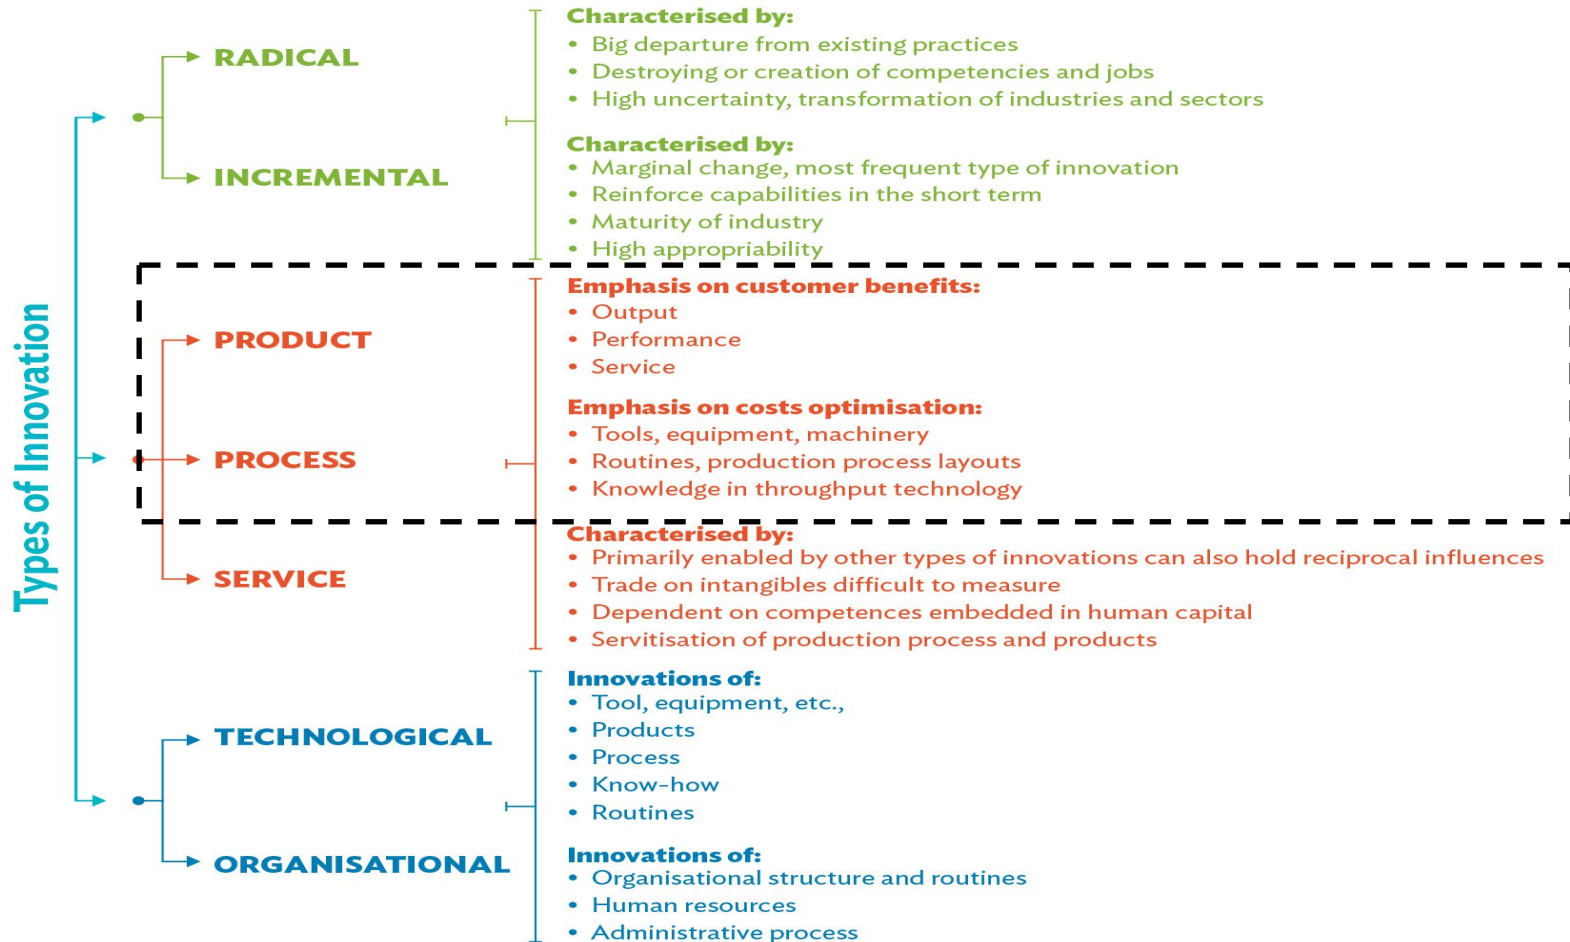 Types of Innovation
RADICAL
Characterised by:
• Big departure from existing practices
• Destroying or creation of competencies and jobs
• High uncertainty, transformation of industries and sectors
INCREMENTAL
Characterised by:
• Marginal change, most frequent type of innovation
• Reinforce capabilities in the short term
• Maturity of industry
• High appropriability
PRODUCT
Emphasis on customer benefits:
• Output
• Performance
• Service
PROCESS
Emphasis on costs optimisation:
• Tools, equipment, machinery
• Routines, production process layouts
• Knowledge in throughput technology
SERVICE
Characterised by:
• Primarily enabled by other types of innovations can also hold reciprocal influences
• Trade on intangibles difficult to measure
• Dependent on competences embedded in human capital
• Servitisation of production process and products
TECHNOLOGICAL
Innovations of:
• Tool, equipment, etc.,
• Products
• Process
• Know-how
• Routines
ORGANISATIONAL
Innovations of:
• Organisational structure and routines
• Human resources
• Administrative process